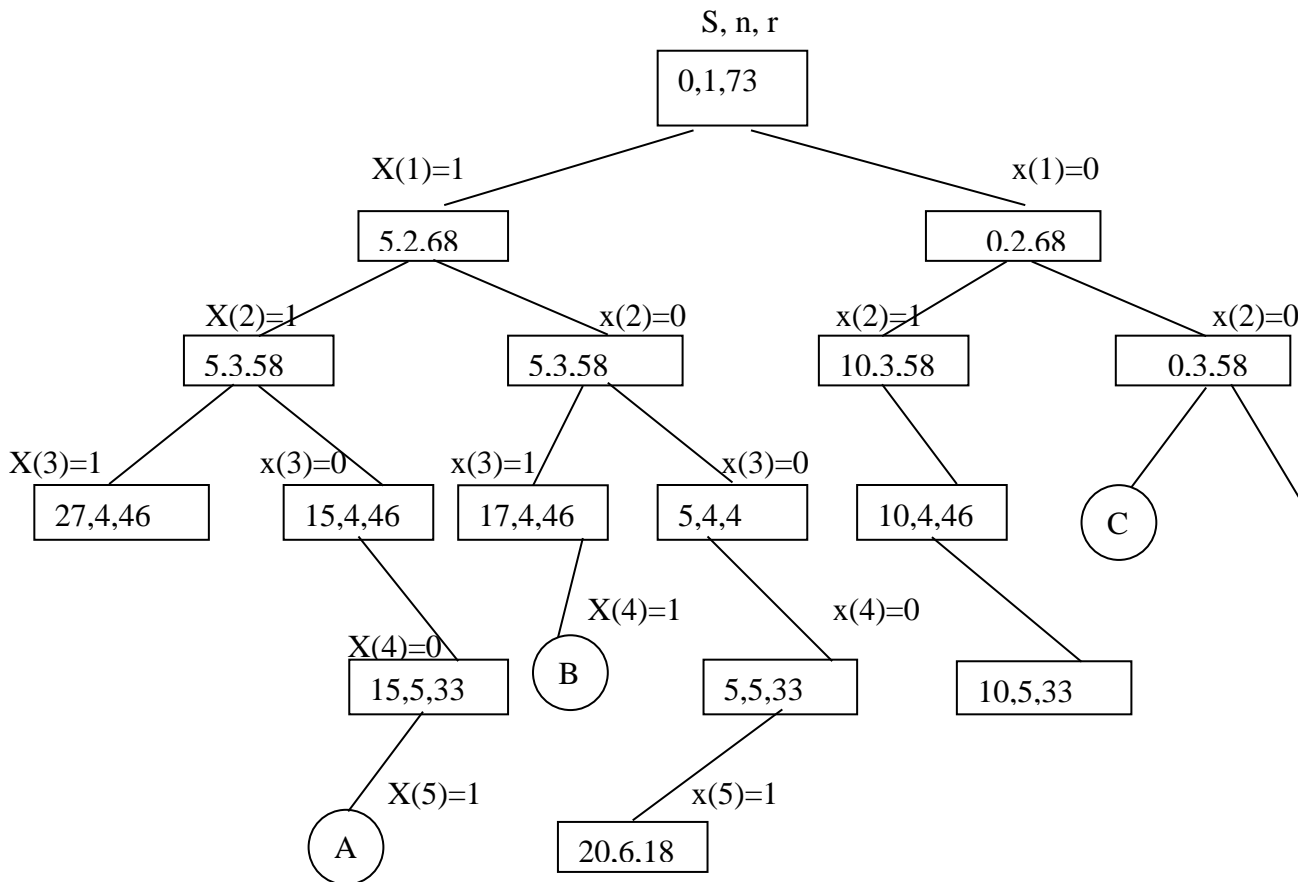 S, n, r
0,1,73
X(1)=1
x(1)=0
5,2,68
0,2,68
X(2)=1
x(2)=0
x(2)=1
x(2)=0
5,3,58
5,3,58
10,3,58
0,3,58
X(3)=1
x(3)=0
x(3)=1
x(3)=0
27,4,46
15,4,46
17,4,46
5,4,4
10,4,46
C
X(4)=0
X(4)=1
x(4)=0
15,5,33
B
5,5,33
10,5,33
X(5)=1
x(5)=1
A
20,6,18